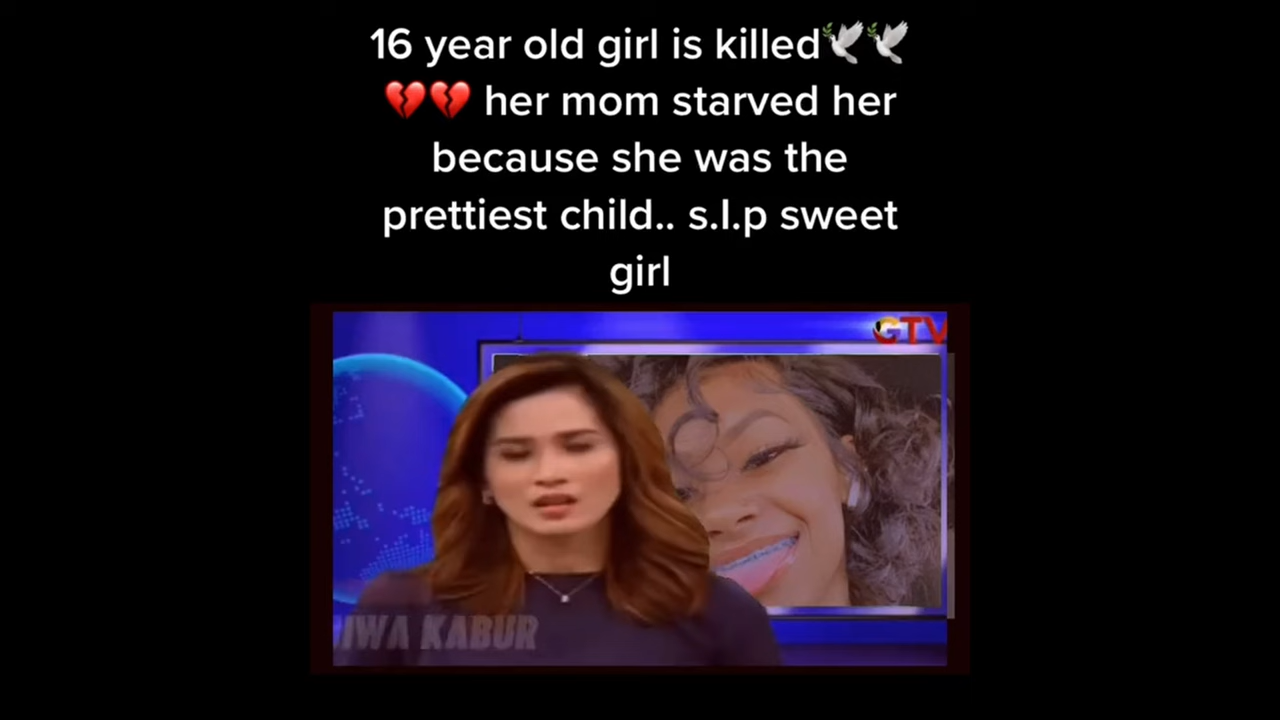 16 year old girl is killed🕊️🕊️
💔💔 her mom starved her
because she was the
prettiest child.. s.l.p sweet
girl
GTV
IWA KABUR